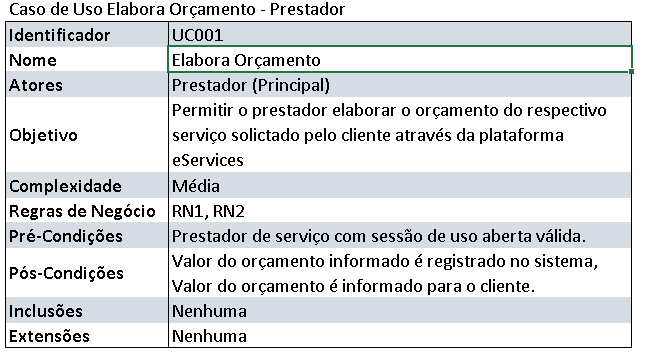 Caso de Uso Elabora Orçamento - Prestador
Identificador UC001
Nome Elabora Orçamento
Atores Prestador (Principal)
Objetivo Permitir o prestador elaborar o orçamento do respectivo
serviço solictado pelo cliente através da plataforma
eServices
Complexidade Média
Regras de Negócio RN1, RN2
Pré-Condições Prestador de serviço com sessão de uso aberta válida.
Pós-Condições Valor do orçamento informado é registrado no sistema,
Valor do orçamento é informado para o cliente.
Inclusões Nenhuma
Extensões Nenhuma